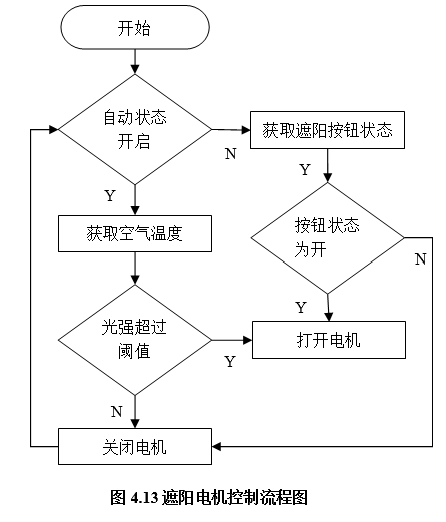 开始
自动状态
开启
N
获取遮阳按钮状态
Y
Y
获取空气温度
按钮状态
为开
N
Y
光强超过
阈值
Y
打开电机
N
关闭电机
图 4.13 遮阳电机控制流程图